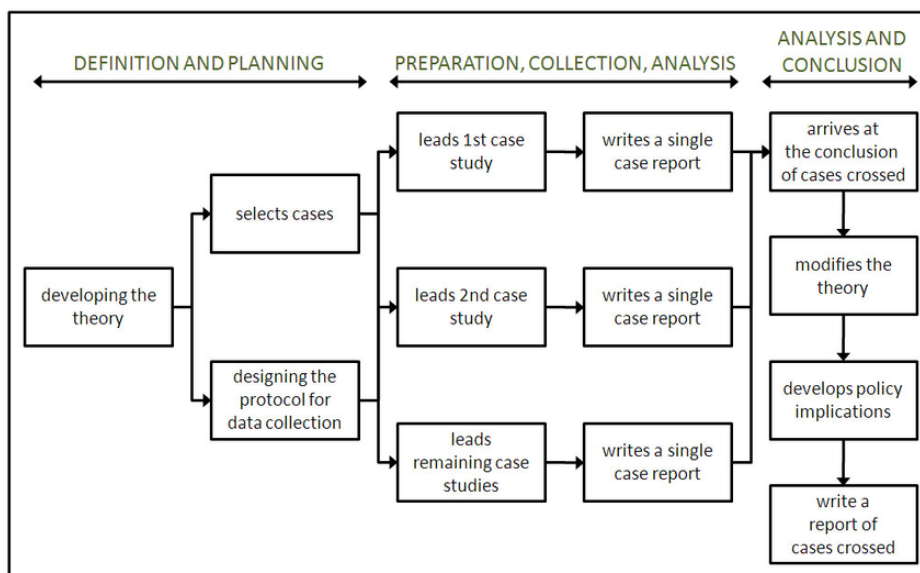 DEFINITION AND PLANNING
PREPARATION, COLLECTION, ANALYSIS
ANALYSIS AND
CONCLUSION
developing the
theory
selects cases
designing the
protocol for
data collection
leads 1st case
study
writes a single
case report
leads 2nd case
study
writes a single
case report
leads
remaining case
studies
writes a single
case report
arrives at
the conclusion
of cases crossed
modifies the
theory
develops policy
implications
write a
report of
cases crossed